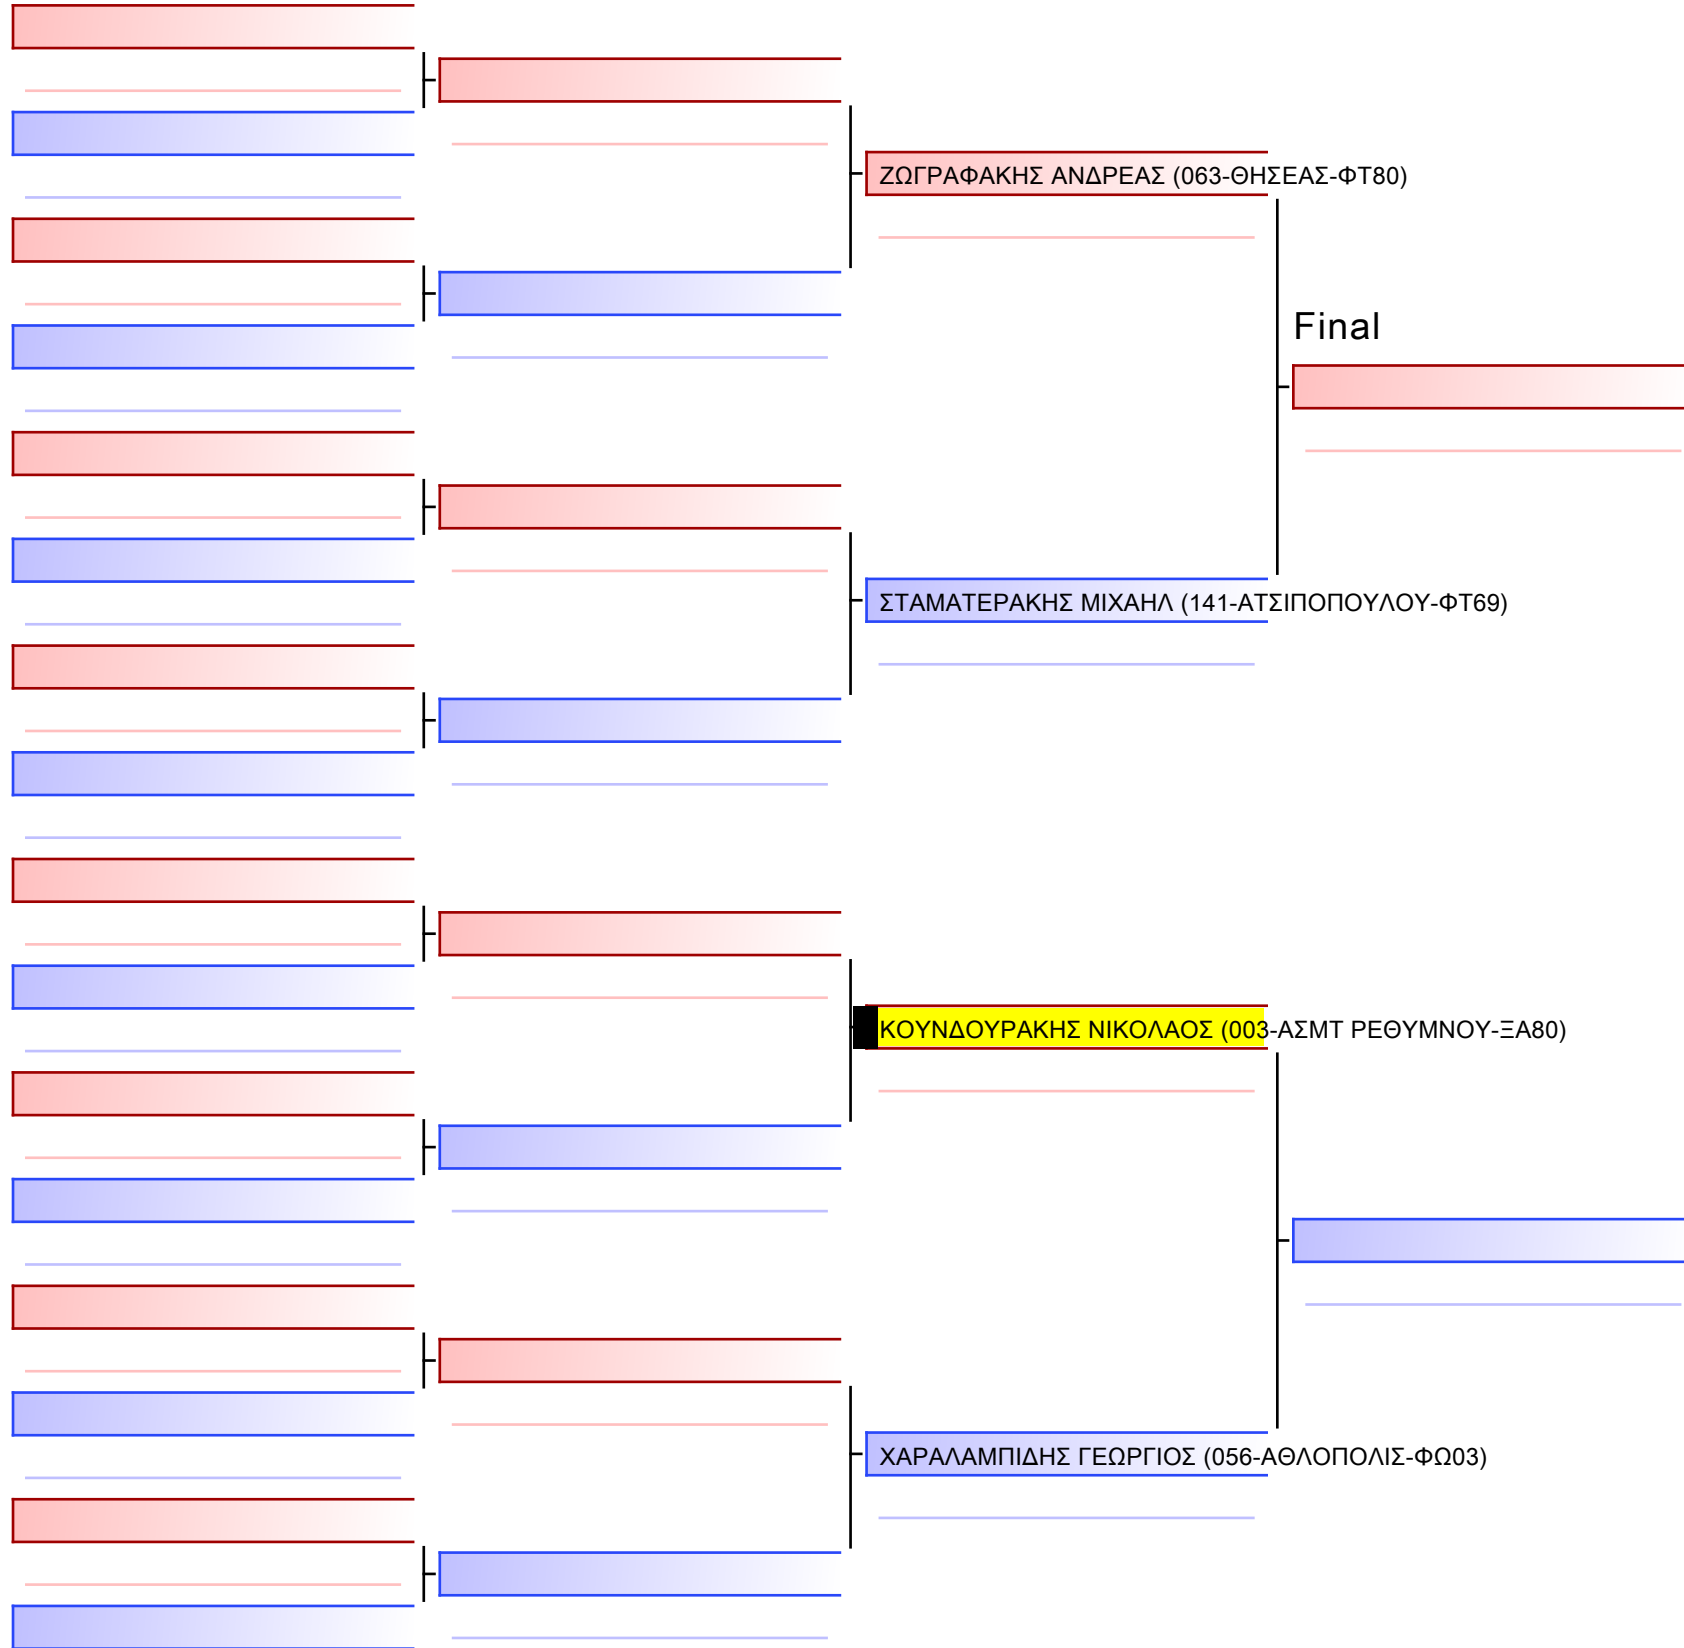 ΖΩΓΡΑΦΑΚΗΣ ΑΝΔΡΕΑΣ (063-ΘΗΣΕΑΣ-ΦΤ80)
Final
ΣΤΑΜΑΤΕΡΑΚΗΣ ΜΙΧΑΗΛ (141-ΑΤΣΙΠΟΠΟΥΛΟΥ-ΦΤ69)
ΚΟΥΝΔΟΥΡΑΚΗΣ ΝΙΚΟΛΑΟΣ (003-ΑΣΜΤ ΡΕΘΥΜΝΟΥ-ΞΑ80)
ΧΑΡΑΛΑΜΠΙΔΗΣ ΓΕΩΡΓΙΟΣ (056-ΑΘΛΟΠΟΛΙΣ-ΦΩ03)